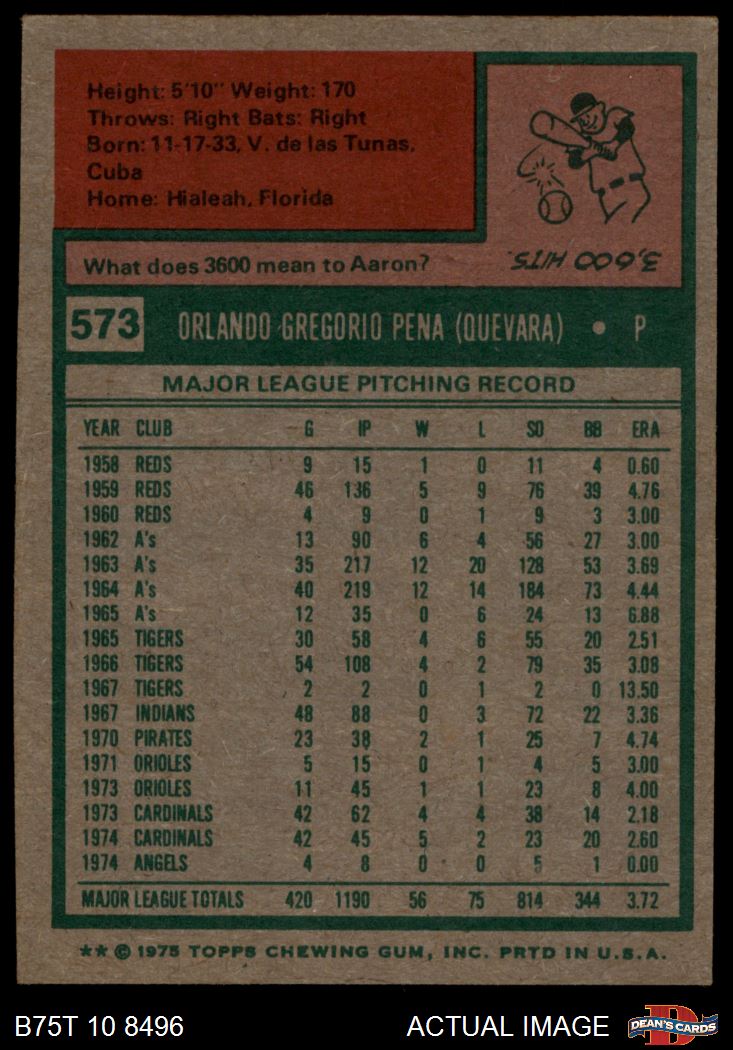 Height: 5'10" Weight: 170
Throws: Right Bats: Right
Born: 11-17-33, V. de las Tunas,
Cuba
Home: Hialeah, Florida
What does 3600 mean to Aaron?
3,600 HITS.
573 ORLANDO GREGORIO PENA (QUEVARA) • P
MAJOR LEAGUE PITCHING RECORD
YEAR CLUB G IP W L SO BB ERA
1958 REDS 9 15 1 0 11 4 0.60
1959 REDS 46 136 5 9 76 39 4.76
1960 REDS 4 9 0 1 9 3 3.00
1962 A's 13 90 6 4 56 27 3.00
1963 A's 35 217 12 20 128 53 3.69
1964 A's 40 219 12 14 184 73 4.44
1965 A's 12 35 0 6 24 13 6.88
1965 TIGERS 30 58 4 6 55 20 2.51
1966 TIGERS 54 108 4 2 79 35 3.08
1967 TIGERS 2 2 0 1 2 0 13.50
1967 INDIANS 48 88 0 3 72 22 3.36
1970 PIRATES 23 38 2 1 25 7 4.74
1971 ORIOLES 5 15 0 1 4 5 3.00
1973 ORIOLES 11 45 1 1 23 8 4.00
1973 CARDINALS 42 62 4 4 38 14 2.18
1974 CARDINALS 42 45 5 2 23 20 2.60
1974 ANGELS 4 8 0 0 5 1 0.00
MAJOR LEAGUE TOTALS 420 1190 56 75 814 344 3.72
** © 1975 TOPPS CHEWING GUM, INC. PRTD IN U.S.A.
B75T 10 8496 ACTUAL IMAGE DEAN'S CARDS